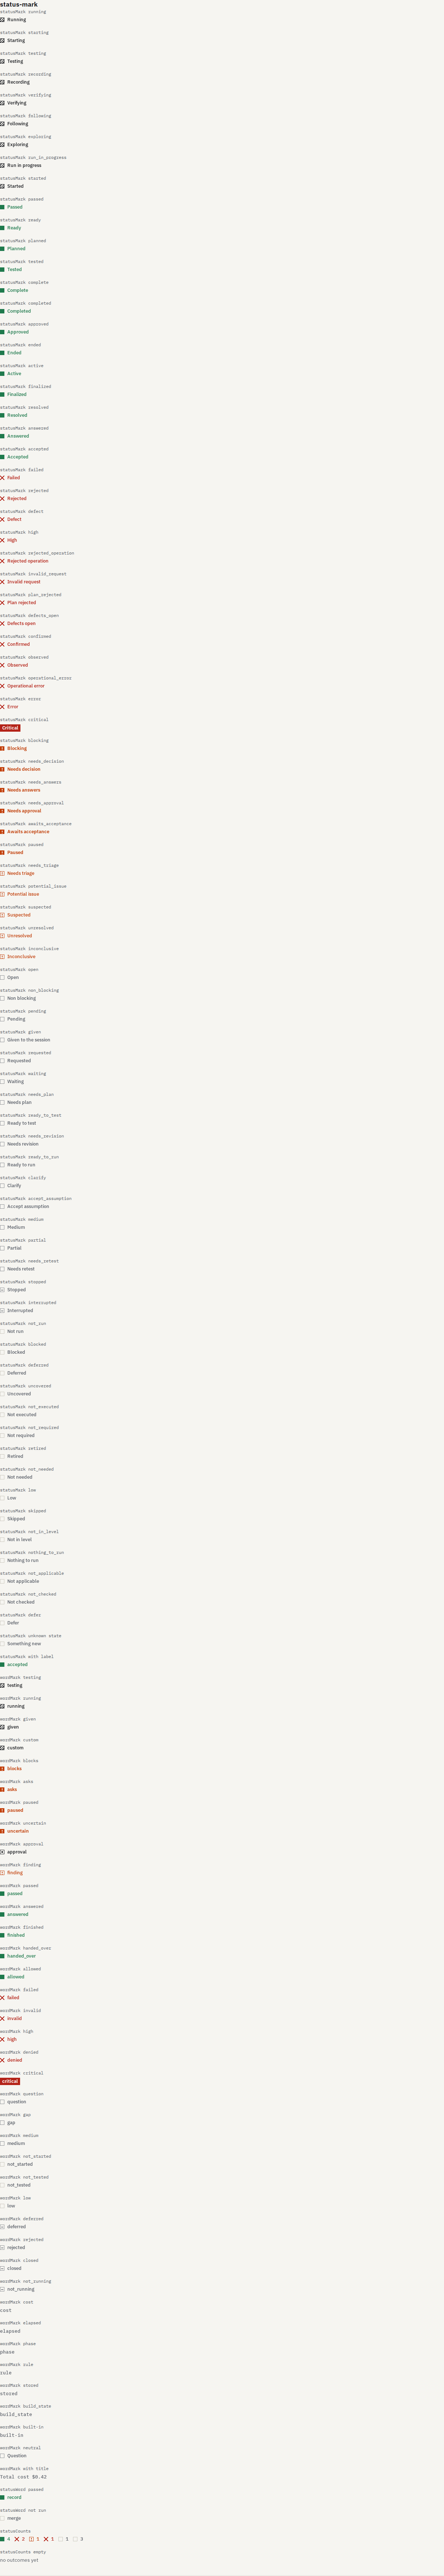 status-mark
statusMark running
Running
statusMark starting
Starting
statusMark testing
Testing
statusMark recording
Recording
statusMark verifying
Verifying
statusMark following
Following
statusMark exploring
Exploring
statusMark run_in_progress
Run in progress
statusMark started
Started
statusMark passed
Passed
statusMark ready
Ready
statusMark planned
Planned
statusMark tested
Tested
statusMark complete
Complete
statusMark completed
Completed
statusMark approved
Approved
statusMark ended
Ended
statusMark active
Active
statusMark finalized
Finalized
statusMark resolved
Resolved
statusMark answered
Answered
statusMark accepted
Accepted
statusMark failed
Failed
statusMark rejected
Rejected
statusMark defect
Defect
statusMark high
High
statusMark rejected_operation
Rejected operation
statusMark invalid_request
Invalid request
statusMark plan_rejected
Plan rejected
statusMark defects_open
Defects open
statusMark confirmed
Confirmed
statusMark observed
Observed
statusMark operational_error
Operational error
statusMark error
Error
statusMark critical
Critical
statusMark blocking
Blocking
statusMark needs_decision
Needs decision
statusMark needs_answers
Needs answers
statusMark needs_approval
Needs approval
statusMark awaits_acceptance
Awaits acceptance
statusMark paused
Paused
statusMark needs_triage
Needs triage
statusMark potential_issue
Potential issue
statusMark suspected
Suspected
statusMark unresolved
Unresolved
statusMark inconclusive
Inconclusive
statusMark open
Open
statusMark non_blocking
Non blocking
statusMark pending
Pending
statusMark given
Given to the session
statusMark requested
Requested
statusMark waiting
Waiting
statusMark needs_plan
Needs plan
statusMark ready_to_test
Ready to test
statusMark needs_revision
Needs revision
statusMark ready_to_run
Ready to run
statusMark clarify
Clarify
statusMark accept_assumption
Accept assumption
statusMark medium
Medium
statusMark partial
Partial
statusMark needs_retest
Needs retest
statusMark stopped
Stopped
statusMark interrupted
Interrupted
statusMark not_run
Not run
statusMark blocked
Blocked
statusMark deferred
Deferred
statusMark uncovered
Uncovered
statusMark not_executed
Not executed
statusMark not_required
Not required
statusMark retired
Retired
statusMark not_needed
Not needed
statusMark low
Low
statusMark skipped
Skipped
statusMark not_in_level
Not in level
statusMark nothing_to_run
Nothing to run
statusMark not_applicable
Not applicable
statusMark not_checked
Not checked
statusMark defer
Defer
statusMark unknown state
Something new
statusMark with label
accepted
wordMark testing
testing
wordMark running
running
wordMark given
given
wordMark custom
custom
wordMark blocks
blocks
wordMark asks
asks
wordMark paused
paused
wordMark uncertain
uncertain
wordMark approval
approval
wordMark finding
finding
wordMark passed
passed
wordMark answered
answered
wordMark finished
finished
wordMark handed_over
handed_over
wordMark allowed
allowed
wordMark failed
failed
wordMark invalid
invalid
wordMark high
high
wordMark denied
denied
wordMark critical
critical
wordMark question
question
wordMark gap
gap
wordMark medium
medium
wordMark not_started
not_started
wordMark not_tested
not_tested
wordMark low
low
wordMark deferred
deferred
wordMark rejected
rejected
wordMark closed
closed
wordMark not_running
not_running
wordMark cost
cost
wordMark elapsed
elapsed
wordMark phase
phase
wordMark rule
rule
wordMark stored
stored
wordMark build_state
build_state
wordMark built-in
built-in
wordMark neutral
Question
wordMark with title
Total cost $0.42
statusWord passed
record
statusWord not run
merge
statusCounts
4 2 1 1 1 3
statusCounts empty
no outcomes yet